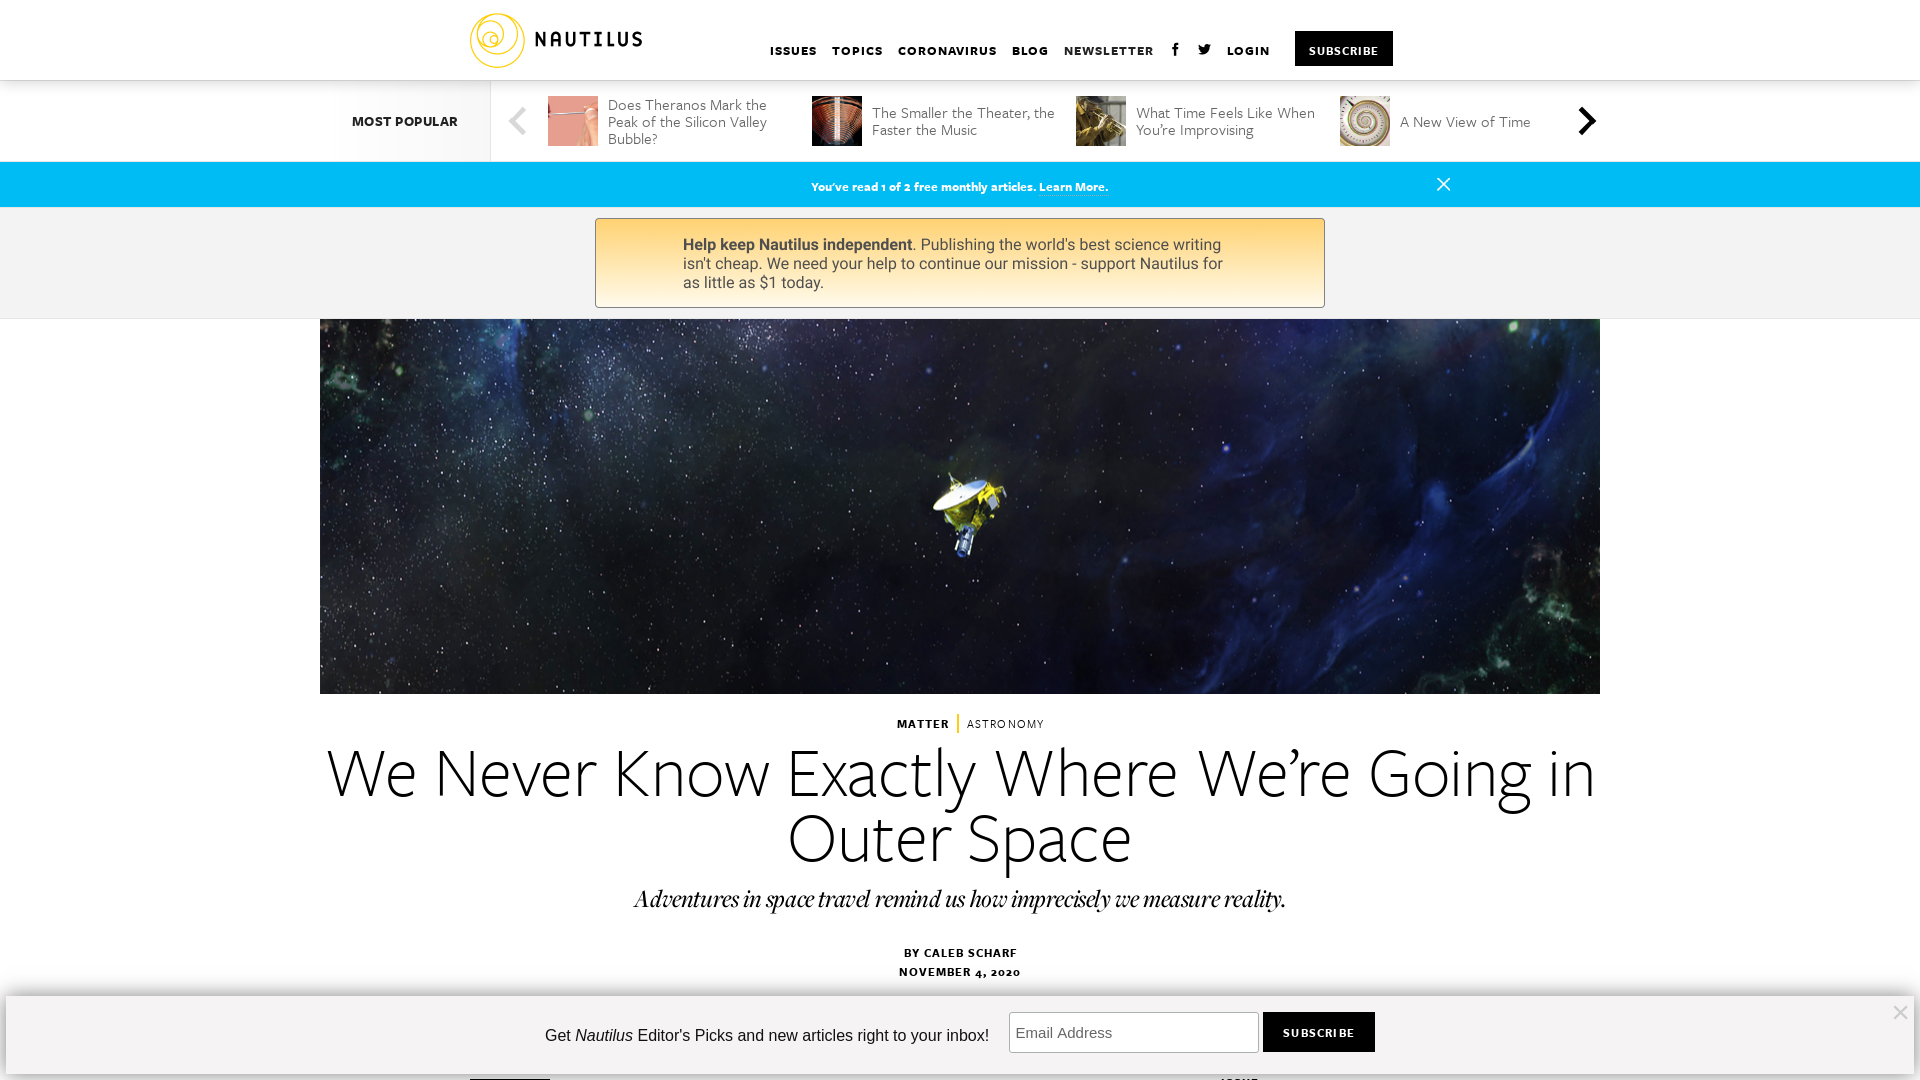 NAUTILUS
ISSUES TOPICS CORONAVIRUS BLOG NEWSLETTER LOGIN SUBSCRIBE
MOST POPULAR
Does Theranos Mark the
Peak of the Silicon Valley
Bubble?
The Smaller the Theater, the
Faster the Music
What Time Feels Like When
You’re Improvising
A New View of Time
You've read 1 of 2 free monthly articles. Learn More.
Help keep Nautilus independent. Publishing the world's best science writing
isn't cheap. We need your help to continue our mission - support Nautilus for
as little as $1 today.
MATTER ASTRONOMY
We Never Know Exactly Where We’re Going in
Outer Space
Adventures in space travel remind us how imprecisely we measure reality.
BY CALEB SCHARF
NOVEMBER 4, 2020
Get Nautilus Editor's Picks and new articles right to your inbox!
Email Address
SUBSCRIBE